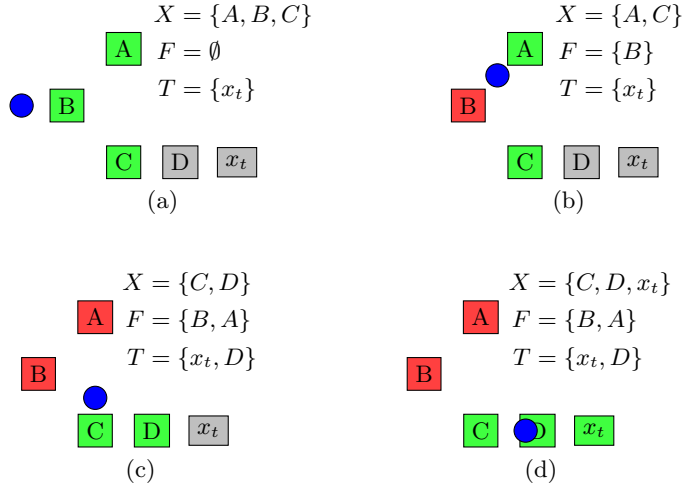 X = {A, B, C}
A
F = ∅
T = {x_t}
B
C D x_t
(a)
X = {A, C}
A
F = {B}
T = {x_t}
B
C D x_t
(b)
X = {C, D}
A
F = {B, A}
T = {x_t, D}
B
C D x_t
(c)
X = {C, D, x_t}
A
F = {B, A}
T = {x_t, D}
B
C D x_t
(d)